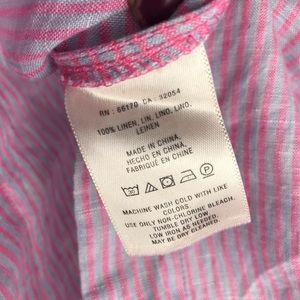 RN. 66170 CA. 32054
100% LINEN, LIN, LINO, LINO,
LEINEN
MADE IN CHINA,
HECHO EN CHINA,
FABRIQUÉ EN CHINE
MACHINE WASH COLD WITH LIKE
COLORS
USE ONLY NON-CHLORINE BLEACH.
TUMBLE DRY LOW
LOW IRON AS NEEDED.
MAY BE DRY CLEANED.